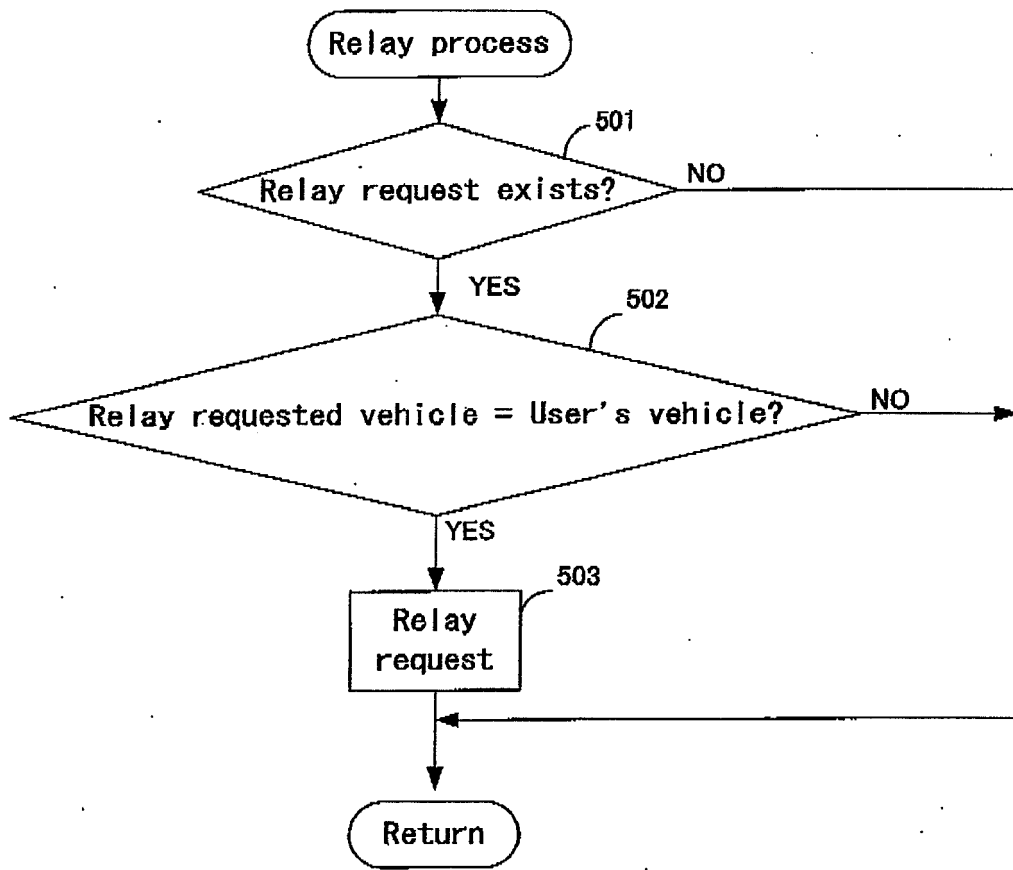 Relay process
501
Relay request exists?
NO
YES
502
Relay requested vehicle = User's vehicle?
NO
YES
503
Relay
request
Return